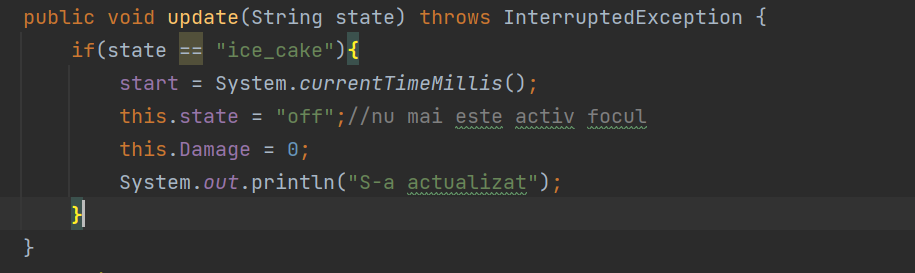 public void update(String state) throws InterruptedException {
if(state == "ice_cake"){
start = System.currentTimeMillis();
this.state = "off";//nu mai este activ focul
this.Damage = 0;
System.out.println("S-a actualizat");
}
}